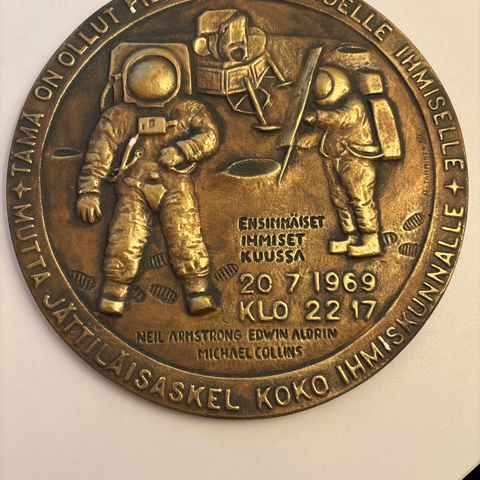 TÄMÄ ON OLLUT
DELLE IHMISELLE
MUTTA JÄTTILÄISASKEL KOKO IHMISKUNNALLE
ENSIMMÄISET
IHMISET
KUUSSA
20 7 1969
KLO 22 17
NEIL ARMSTRONG EDWIN ALDRIN
MICHAEL COLLINS